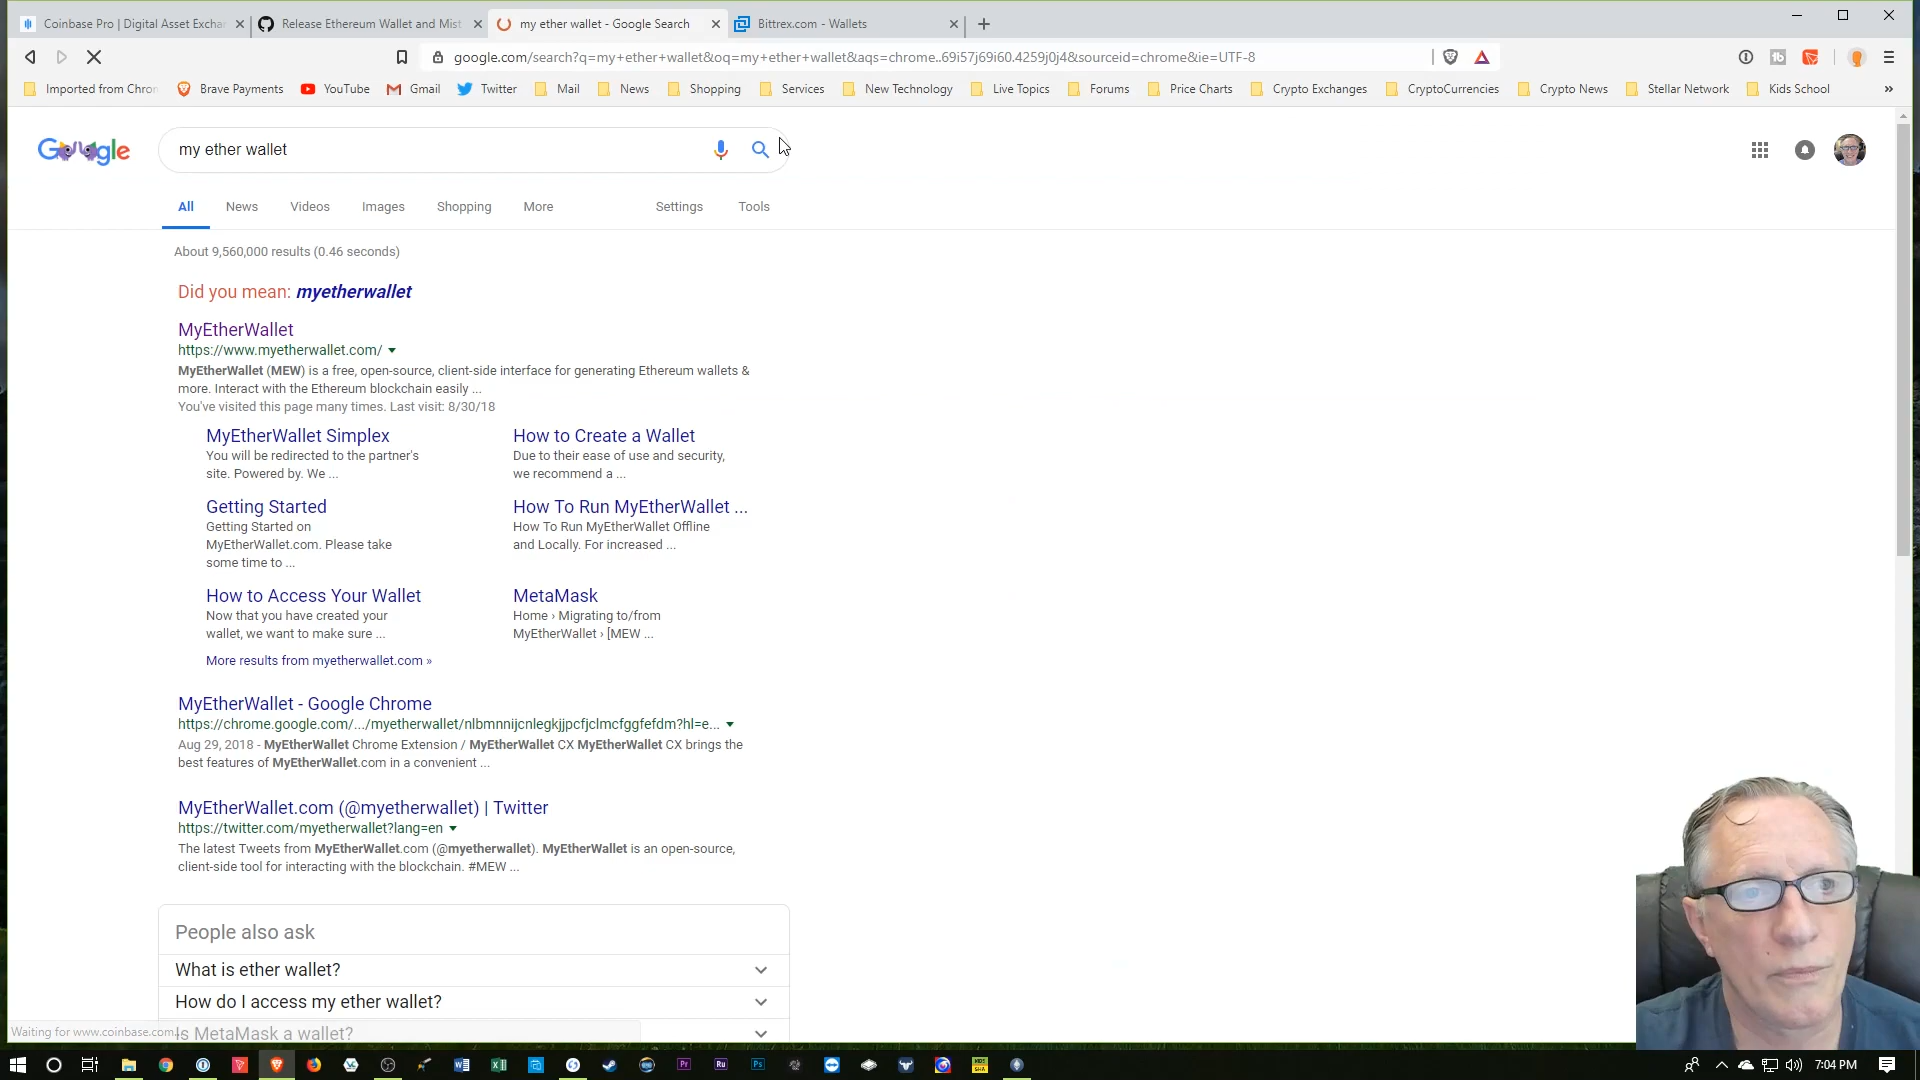 Coinbase Pro | Digital Asset Exchan
Release Ethereum Wallet and Mist
my ether wallet - Google Search
Bittrex.com - Wallets
google.com/search?q=my+ether+wallet&oq=my+ether+wallet&aqs=chrome..69i57j69i60.4259j0j4&sourceid=chrome&ie=UTF-8
Imported from Chron
Brave Payments
YouTube
Gmail
Twitter
Mail
News
Shopping
Services
New Technology
Live Topics
Forums
Price Charts
Crypto Exchanges
CryptoCurrencies
Crypto News
Stellar Network
Kids School
»
Google
my ether wallet
All
News
Videos
Images
Shopping
More
Settings
Tools
About 9,560,000 results (0.46 seconds)
Did you mean: myetherwallet
MyEtherWallet
https://www.myetherwallet.com/
MyEtherWallet (MEW) is a free, open-source, client-side interface for generating Ethereum wallets &
more. Interact with the Ethereum blockchain easily ...
You've visited this page many times. Last visit: 8/30/18
MyEtherWallet Simplex
You will be redirected to the partner's
site. Powered by. We ...
How to Create a Wallet
Due to their ease of use and security,
we recommend a ...
Getting Started
Getting Started on
MyEtherWallet.com. Please take
some time to ...
How To Run MyEtherWallet ...
How To Run MyEtherWallet Offline
and Locally. For increased ...
How to Access Your Wallet
Now that you have created your
wallet, we want to make sure ...
MetaMask
Home › Migrating to/from
MyEtherWallet › [MEW ...
More results from myetherwallet.com »
MyEtherWallet - Google Chrome
https://chrome.google.com/.../myetherwallet/nlbmnnijcnlegkjjpcfjclmcfggfefdm?hl=e...
Aug 29, 2018 - MyEtherWallet Chrome Extension / MyEtherWallet CX MyEtherWallet CX brings the
best features of MyEtherWallet.com in a convenient ...
MyEtherWallet.com (@myetherwallet) | Twitter
https://twitter.com/myetherwallet?lang=en
The latest Tweets from MyEtherWallet.com (@myetherwallet). MyEtherWallet is an open-source,
client-side tool for interacting with the blockchain. #MEW ...
People also ask
What is ether wallet?
How do I access my ether wallet?
Is MetaMask a wallet?
Waiting for www.coinbase.com...
7:04 PM